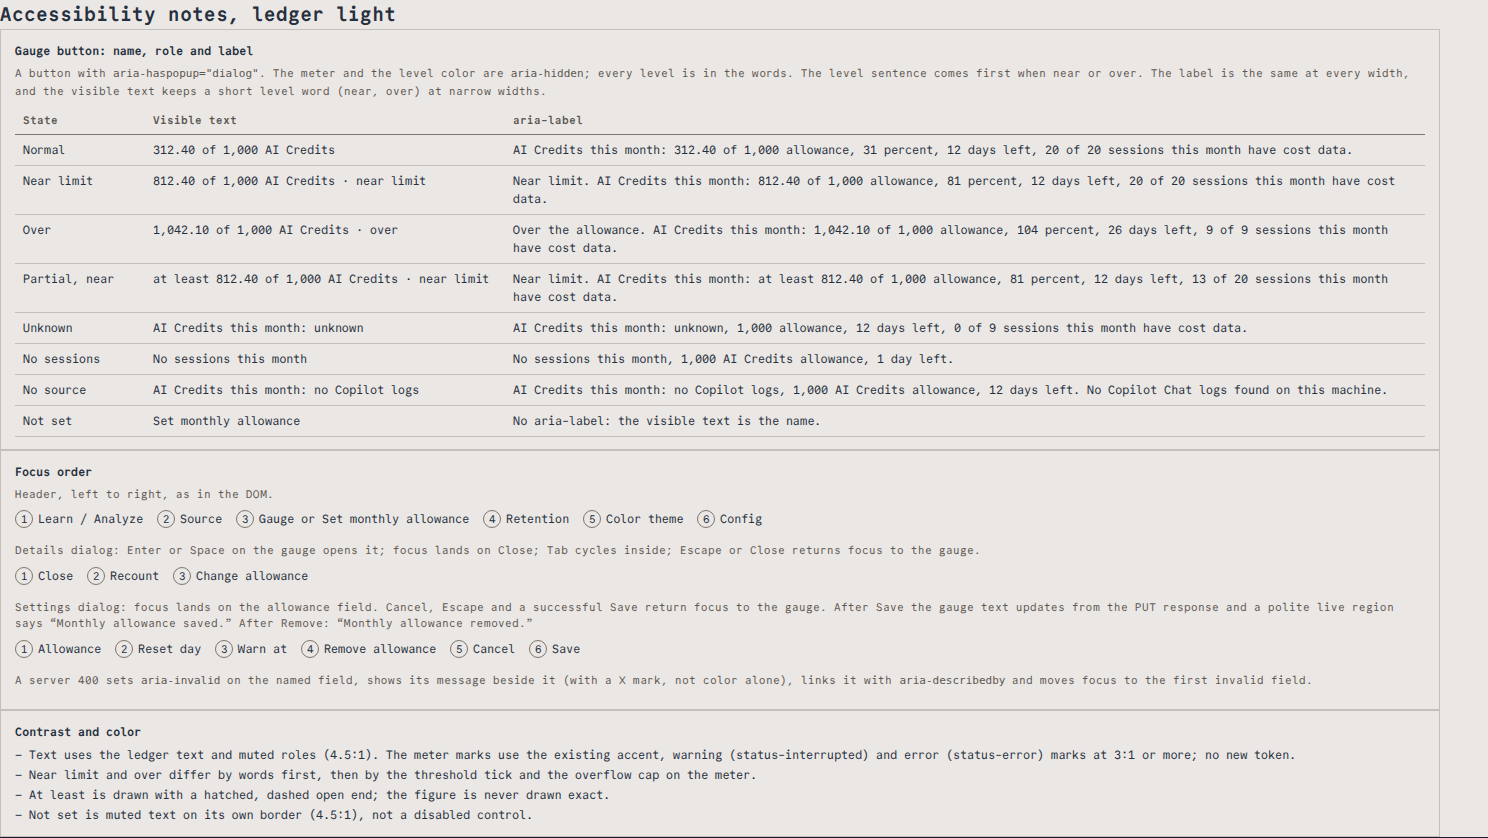 Accessibility notes, ledger light
Gauge button: name, role and label
A button with aria-haspopup="dialog". The meter and the level color are aria-hidden; every level is in the words. The level sentence comes first when near or over. The label is the same at every width,
and the visible text keeps a short level word (near, over) at narrow widths.
State Visible text aria-label
Normal 312.40 of 1,000 AI Credits AI Credits this month: 312.40 of 1,000 allowance, 31 percent, 12 days left, 20 of 20 sessions this month have cost data.
Near limit 812.40 of 1,000 AI Credits · near limit Near limit. AI Credits this month: 812.40 of 1,000 allowance, 81 percent, 12 days left, 20 of 20 sessions this month have cost
data.
Over 1,042.10 of 1,000 AI Credits · over Over the allowance. AI Credits this month: 1,042.10 of 1,000 allowance, 104 percent, 26 days left, 9 of 9 sessions this month
have cost data.
Partial, near at least 812.40 of 1,000 AI Credits · near limit Near limit. AI Credits this month: at least 812.40 of 1,000 allowance, 81 percent, 12 days left, 13 of 20 sessions this month
have cost data.
Unknown AI Credits this month: unknown AI Credits this month: unknown, 1,000 allowance, 12 days left, 0 of 9 sessions this month have cost data.
No sessions No sessions this month No sessions this month, 1,000 AI Credits allowance, 1 day left.
No source AI Credits this month: no Copilot logs AI Credits this month: no Copilot logs, 1,000 AI Credits allowance, 12 days left. No Copilot Chat logs found on this machine.
Not set Set monthly allowance No aria-label: the visible text is the name.
Focus order
Header, left to right, as in the DOM.
1 Learn / Analyze 2 Source 3 Gauge or Set monthly allowance 4 Retention 5 Color theme 6 Config
Details dialog: Enter or Space on the gauge opens it; focus lands on Close; Tab cycles inside; Escape or Close returns focus to the gauge.
1 Close 2 Recount 3 Change allowance
Settings dialog: focus lands on the allowance field. Cancel, Escape and a successful Save return focus to the gauge. After Save the gauge text updates from the PUT response and a polite live region
says “Monthly allowance saved.” After Remove: “Monthly allowance removed.”
1 Allowance 2 Reset day 3 Warn at 4 Remove allowance 5 Cancel 6 Save
A server 400 sets aria-invalid on the named field, shows its message beside it (with a X mark, not color alone), links it with aria-describedby and moves focus to the first invalid field.
Contrast and color
– Text uses the ledger text and muted roles (4.5:1). The meter marks use the existing accent, warning (status-interrupted) and error (status-error) marks at 3:1 or more; no new token.
– Near limit and over differ by words first, then by the threshold tick and the overflow cap on the meter.
– At least is drawn with a hatched, dashed open end; the figure is never drawn exact.
– Not set is muted text on its own border (4.5:1), not a disabled control.